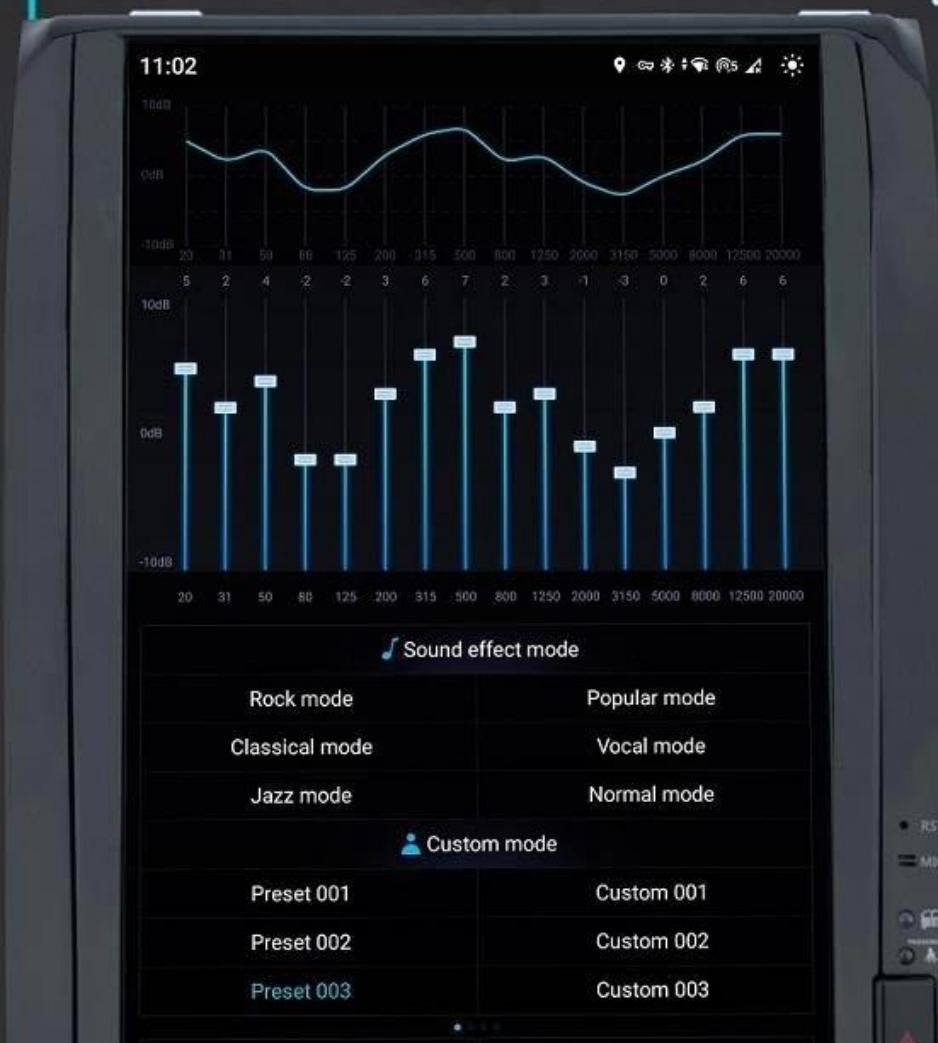 11:02
10dB
0dB
-10dB
20 31 50 80 125 200 315 500 800 1250 2000 3150 5000 8000 12500 20000
5 2 4 -2 -2 3 6 7 2 3 -1 -3 0 2 6 6
10dB
0dB
-10dB
20 31 50 80 125 200 315 500 800 1250 2000 3150 5000 8000 12500 20000
Sound effect mode
Rock mode Popular mode
Classical mode Vocal mode
Jazz mode Normal mode
Custom mode
Preset 001 Custom 001
Preset 002 Custom 002
Preset 003 Custom 003